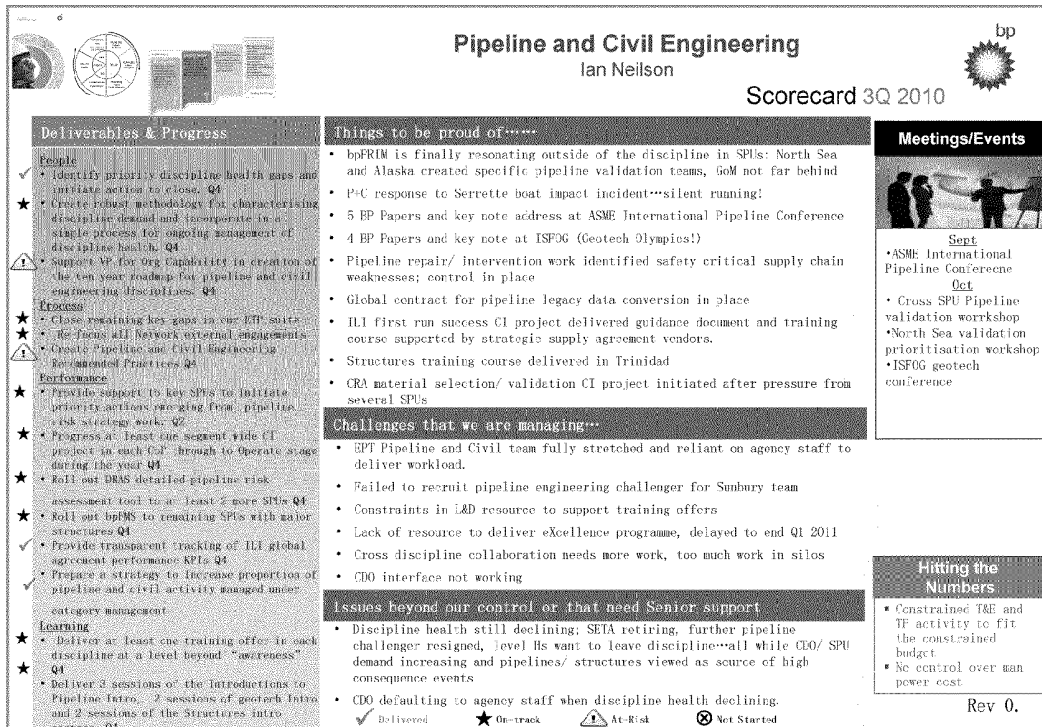 Pipeline and Civil Engineering
Ian Neilson
bp
Scorecard 3Q 2010
Deliverables & Progress
People
• Identify priority discipline health gaps and
initiate action to close. Q4
• Create robust methodology for characterising
discipline demand and incorporate in a
simple process for ongoing management of
discipline health. Q4
• Support VP for Org Capability in creation of
the ten year roadmap for pipeline and civil
engineering disciplines. Q4
Process
• Close remaining key gaps in our ETP suite
• Re-focus all Network external engagements
• Create Pipeline and Civil Engineering
Recommended Practices Q4
Performance
• Provide support to key SPUs to initiate
priority actions emerging from pipeline
risk strategy work. Q2
• Progress at least one segment wide CI
project in each CoP through to Operate stage
during the year Q4
• Roll out DRAS detailed pipeline risk
assessment tool to at least 2 more SPUs Q4
• Roll out bpFMS to remaining SPUs with major
structures Q4
• Provide transparent tracking of ILI global
agreement performance KPIs Q4
• Prepare a strategy to increase proportion of
pipeline and civil activity managed under
category management
Learning
• Deliver at least one training offer in each
discipline at a level beyond "awareness"
Q4
• Deliver 3 sessions of the Introductions to
Pipeline Intro, 2 sessions of geotech Intro
and 2 sessions of the Structures intro
Things to be proud of……
• bpPRIM is finally resonating outside of the discipline in SPUs: North Sea
and Alaska created specific pipeline validation teams, GoM not far behind
• P+C response to Serrette boat impact incident…silent running!
• 5 BP Papers and key note address at ASME International Pipeline Conference
• 4 BP Papers and key note at ISFOG (Geotech Olympics!)
• Pipeline repair/ intervention work identified safety critical supply chain
weaknesses; control in place
• Global contract for pipeline legacy data conversion in place
• ILI first run success CI project delivered guidance document and training
course supported by strategic supply agreement vendors.
• Structures training course delivered in Trinidad
• CRA material selection/ validation CI project initiated after pressure from
several SPUs
Challenges that we are managing…
• EPT Pipeline and Civil team fully stretched and reliant on agency staff to
deliver workload.
• Failed to recruit pipeline engineering challenger for Sunbury team
• Constraints in L&D resource to support training offers
• Lack of resource to deliver eXcellence programme, delayed to end Q1 2011
• Cross discipline collaboration needs more work, too much work in silos
• CDO interface not working
Issues beyond our control or that need Senior support
• Discipline health still declining; SETA retiring, further pipeline
challenger resigned, level Hs want to leave discipline…all while CDO/ SPU
demand increasing and pipelines/ structures viewed as source of high
consequence events
• CDO defaulting to agency staff when discipline health declining.
Delivered On-track At-Risk Not Started
Meetings/Events
Sept
•ASME International
Pipeline Conferecne
Oct
• Cross SPU Pipeline
validation worrkshop
•North Sea validation
prioritisation workshop
•ISFOG geotech
conference
Hitting the
Numbers
Constrained T&E and
TF activity to fit
the constrained
budget
No control over man
power cost
Rev 0.